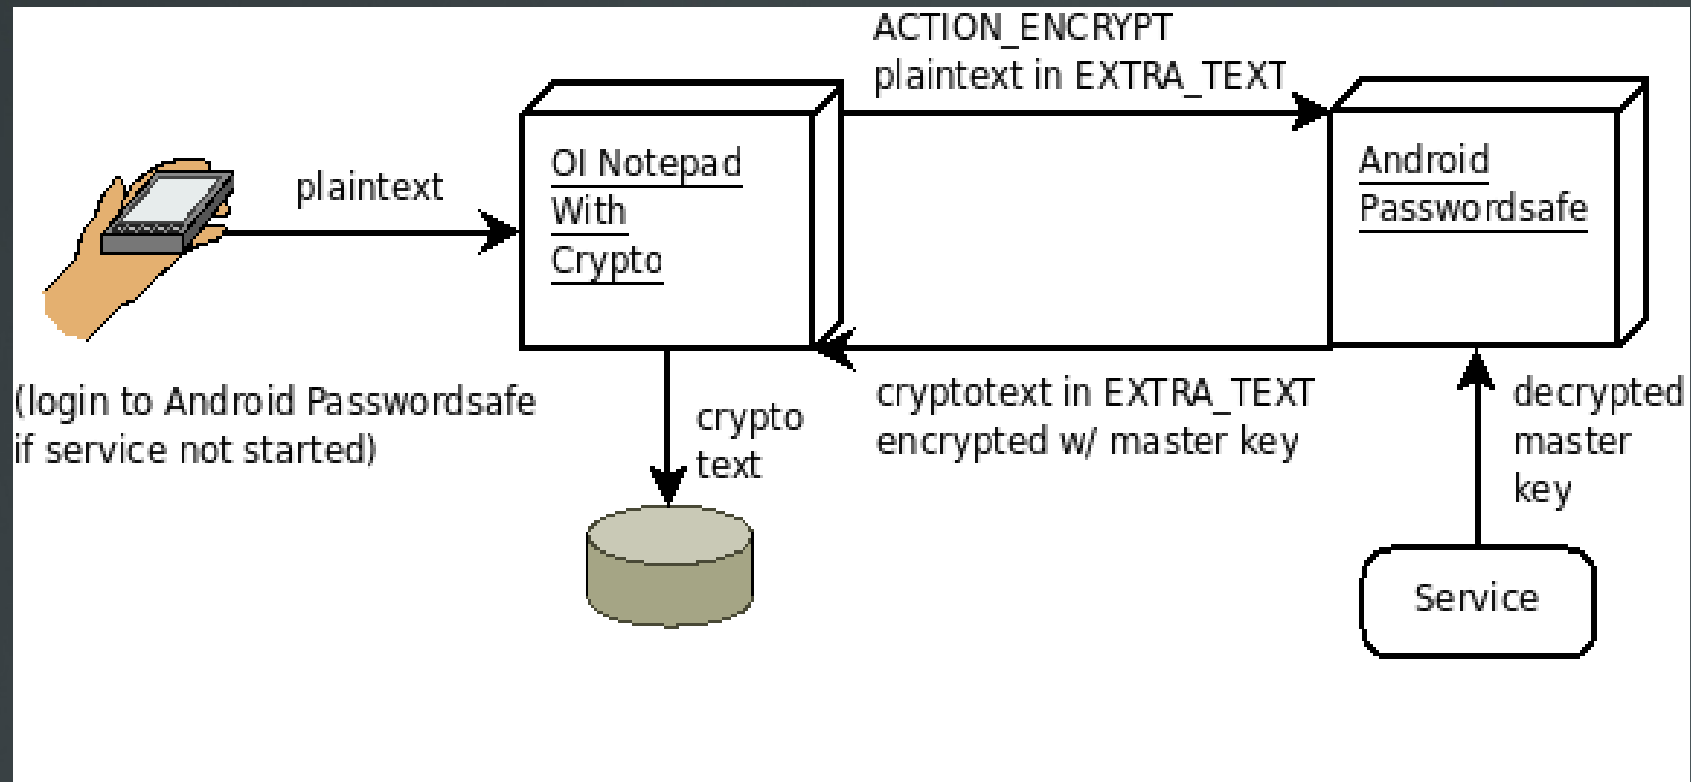 ACTION_ENCRYPT
plaintext in EXTRA_TEXT
plaintext
OI Notepad
With
Crypto
Android
Passwordsafe
(login to Android Passwordsafe
if service not started)
crypto
text
cryptotext in EXTRA_TEXT
encrypted w/ master key
decrypted
master
key
Service